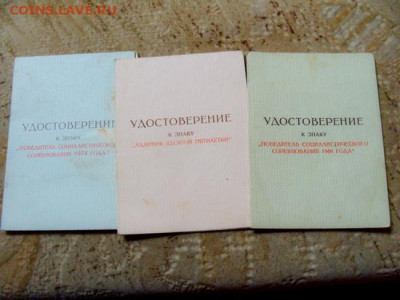 COINS.LAVE.RU
УДОСТОВЕРЕНИЕ
К ЗНАКУ
„ПОБЕДИТЕЛЬ СОЦИАЛИСТИЧЕСКОГО
СОРЕВНОВАНИЯ 1974 ГОДА"
УДОСТОВЕРЕНИЕ
К ЗНАКУ
„УДАРНИК ДЕСЯТОЙ ПЯТИЛЕТКИ"
УДОСТОВЕРЕНИЕ
К ЗНАКУ
„ПОБЕДИТЕЛЬ СОЦИАЛИСТИЧЕСКОГО
СОРЕВНОВАНИЯ ГОДА"